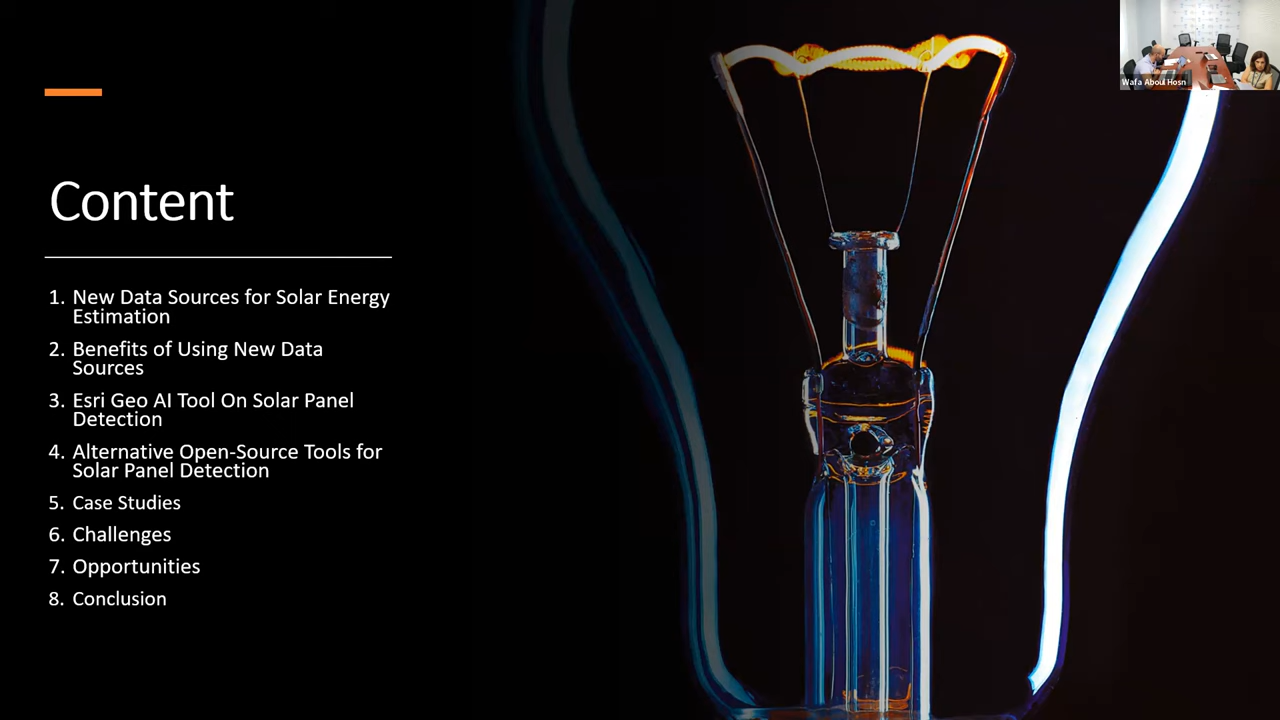 Wafa Aboul Hosn
Content
1. New Data Sources for Solar Energy
Estimation
2. Benefits of Using New Data
Sources
3. Esri Geo AI Tool On Solar Panel
Detection
4. Alternative Open-Source Tools for
Solar Panel Detection
5. Case Studies
6. Challenges
7. Opportunities
8. Conclusion